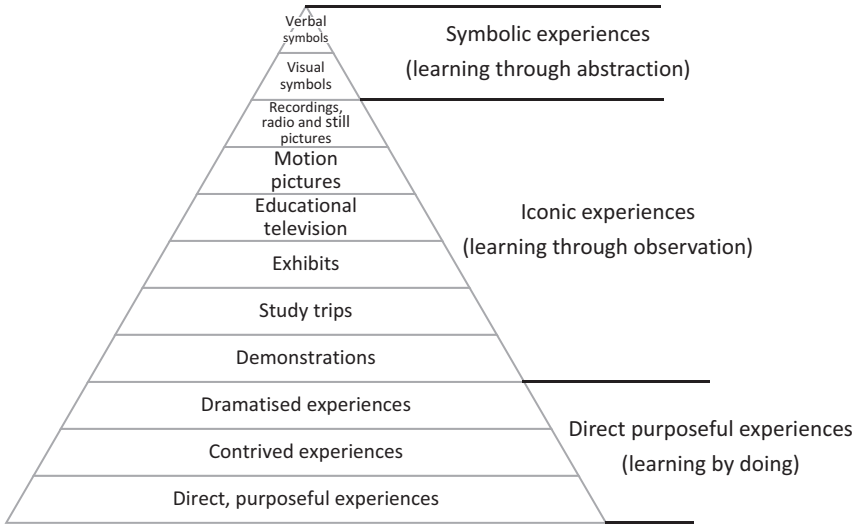 Verbal
symbols
Visual
symbols
Recordings,
radio and still
pictures
Motion
pictures
Educational
television
Exhibits
Study trips
Demonstrations
Dramatised experiences
Contrived experiences
Direct, purposeful experiences
Symbolic experiences
(learning through abstraction)
Iconic experiences
(learning through observation)
Direct purposeful experiences
(learning by doing)